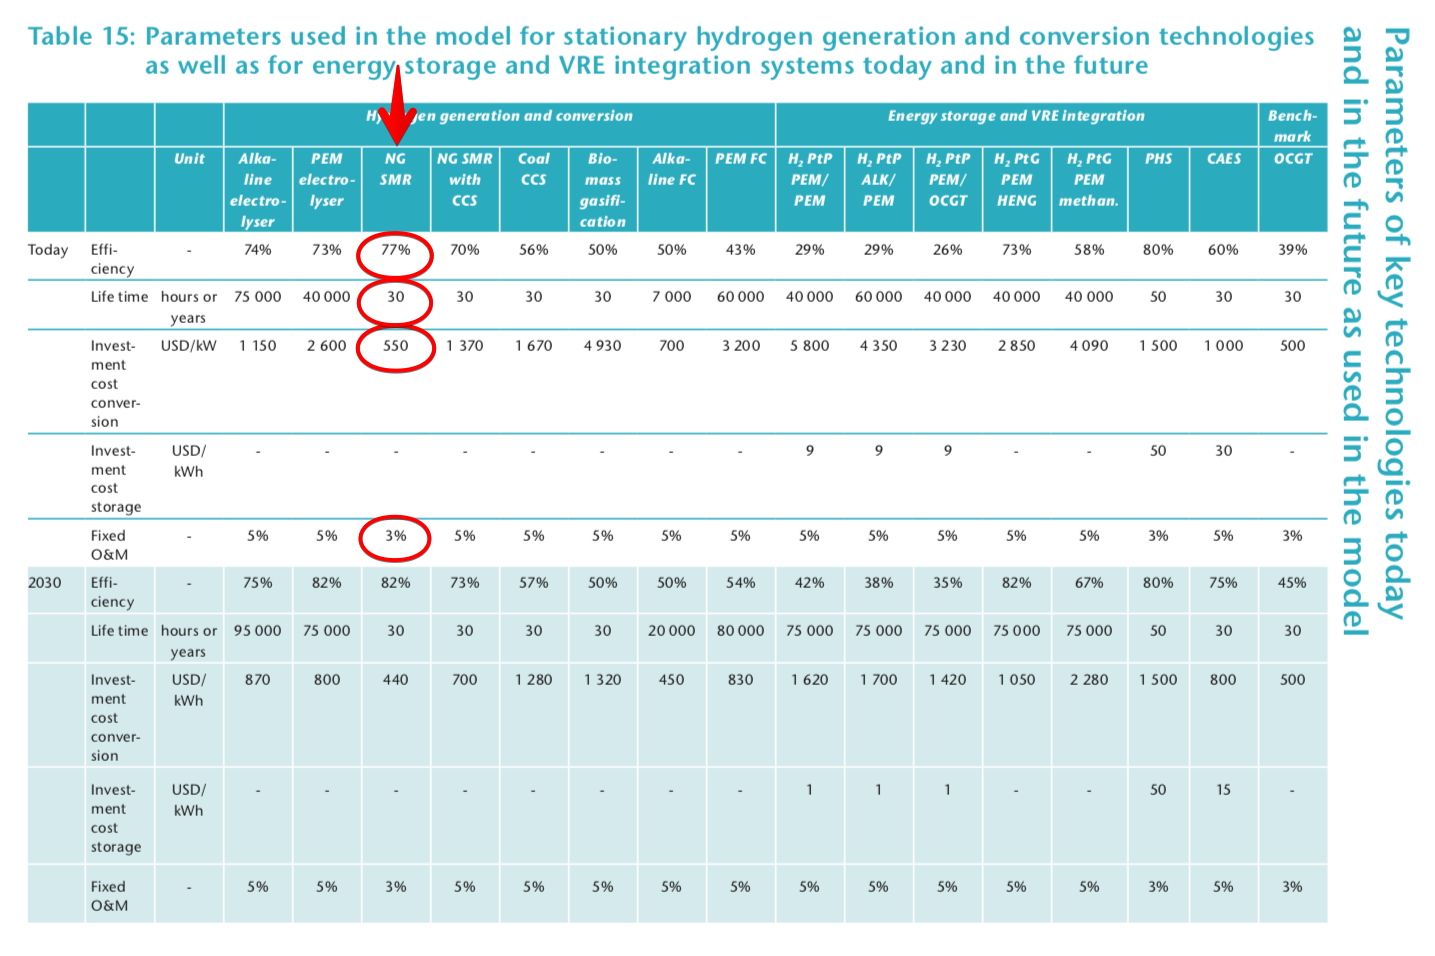 Table 15: Parameters used in the model for stationary hydrogen generation and conversion technologies
as well as for energy storage and VRE integration systems today and in the future
Hydrogen generation and conversion Energy storage and VRE integration Bench-mark
Unit Alka-line electro-lyser PEM electro-lyser NG SMR NG SMR with CCS Coal CCS Bio-mass gasifi-cation Alka-line FC PEM FC H₂ PtP PEM/ PEM H₂ PtP ALK/ PEM H₂ PtP PEM/ OCGT H₂ PtG PEM HENG H₂ PtG PEM methan. PHS CAES OCGT
Today Effi-ciency - 74% 73% 77% 70% 56% 50% 50% 43% 29% 29% 26% 73% 58% 80% 60% 39%
Life time hours or years 75 000 40 000 30 30 30 30 7 000 60 000 40 000 60 000 40 000 40 000 40 000 50 30 30
Invest-ment cost conver-sion USD/kW 1 150 2 600 550 1 370 1 670 4 930 700 3 200 5 800 4 350 3 230 2 850 4 090 1 500 1 000 500
Invest-ment cost storage USD/ kWh - - - - - - - - 9 9 9 - - 50 30 -
Fixed O&M - 5% 5% 3% 5% 5% 5% 5% 5% 5% 5% 5% 5% 5% 3% 5% 3%
2030 Effi-ciency - 75% 82% 82% 73% 57% 50% 50% 54% 42% 38% 35% 82% 67% 80% 75% 45%
Life time hours or years 95 000 75 000 30 30 30 30 20 000 80 000 75 000 75 000 75 000 75 000 75 000 50 30 30
Invest-ment cost conver-sion USD/ kWh 870 800 440 700 1 280 1 320 450 830 1 620 1 700 1 420 1 050 2 280 1 500 800 500
Invest-ment cost storage USD/ kWh - - - - - - - - 1 1 1 - - 50 15 -
Fixed O&M - 5% 5% 3% 5% 5% 5% 5% 5% 5% 5% 5% 5% 5% 3% 5% 3%
Parameters of key technologies today
and in the future as used in the model